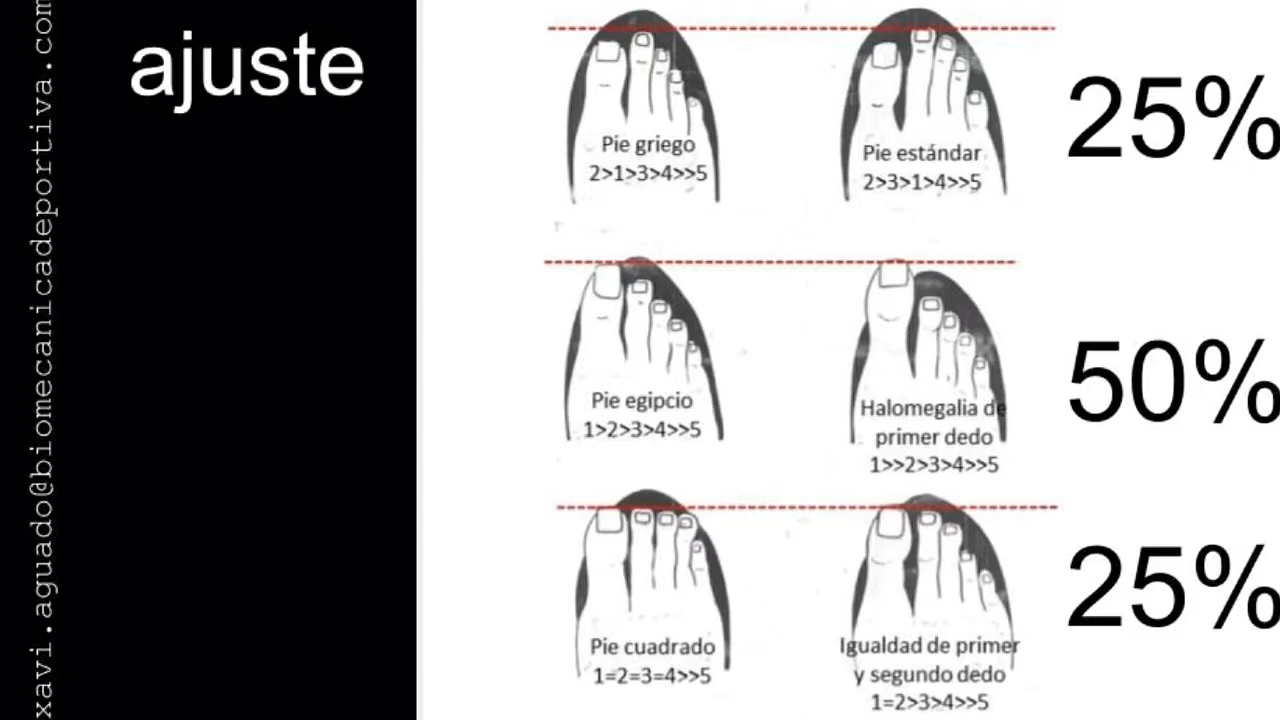 xavi.aguado@biomecanicadeportiva.com
ajuste
Pie griego
2>1>3>4>>5
Pie estándar
2>3>1>4>>5
25%
Pie egipcio
1>2>3>4>>5
Halomegalia de
primer dedo
1>>2>3>4>>5
50%
Pie cuadrado
1=2=3=4>>5
Igualdad de primer
y segundo dedo
1=2>3>4>>5
25%